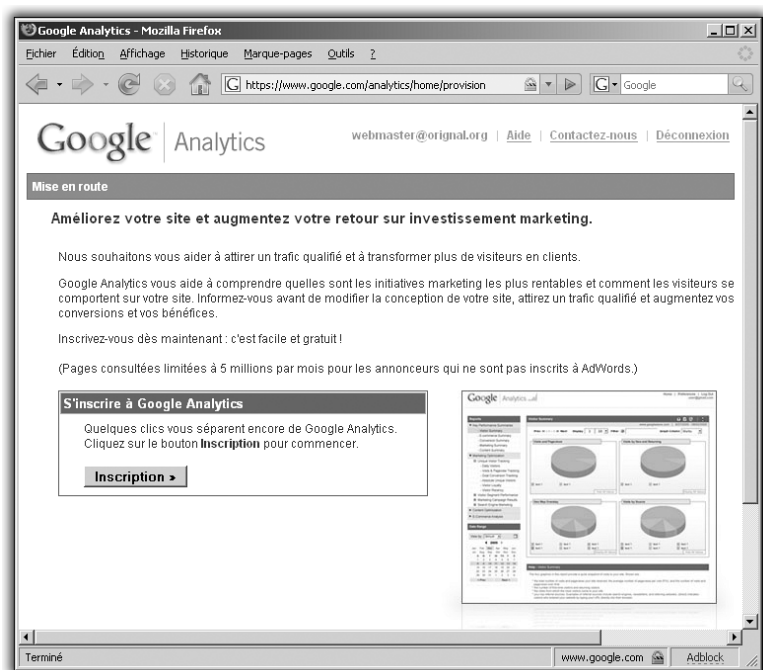 Google Analytics - Mozilla Firefox
Fichier Édition Affichage Historique Marque-pages Outils ?
G https://www.google.com/analytics/home/provision G Google
Google Analytics
webmaster@orignal.org | Aide | Contactez-nous | Déconnexion
Mise en route
Améliorez votre site et augmentez votre retour sur investissement marketing.
Nous souhaitons vous aider à attirer un trafic qualifié et à transformer plus de visiteurs en clients.
Google Analytics vous aide à comprendre quelles sont les initiatives marketing les plus rentables et comment les visiteurs se
comportent sur votre site. Informez-vous avant de modifier la conception de votre site, attirez un trafic qualifié et augmentez vos
conversions et vos bénéfices.
Inscrivez-vous dès maintenant : c'est facile et gratuit !
(Pages consultées limitées à 5 millions par mois pour les annonceurs qui ne sont pas inscrits à AdWords.)
S'inscrire à Google Analytics
Quelques clics vous séparent encore de Google Analytics.
Cliquez sur le bouton Inscription pour commencer.
Inscription »
Google Analytics
Terminé
www.google.com
Adblock